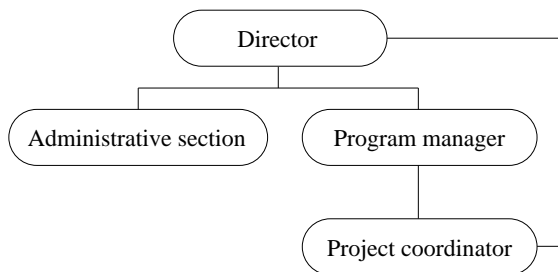 Director
Administrative section
Program manager
Project coordinator